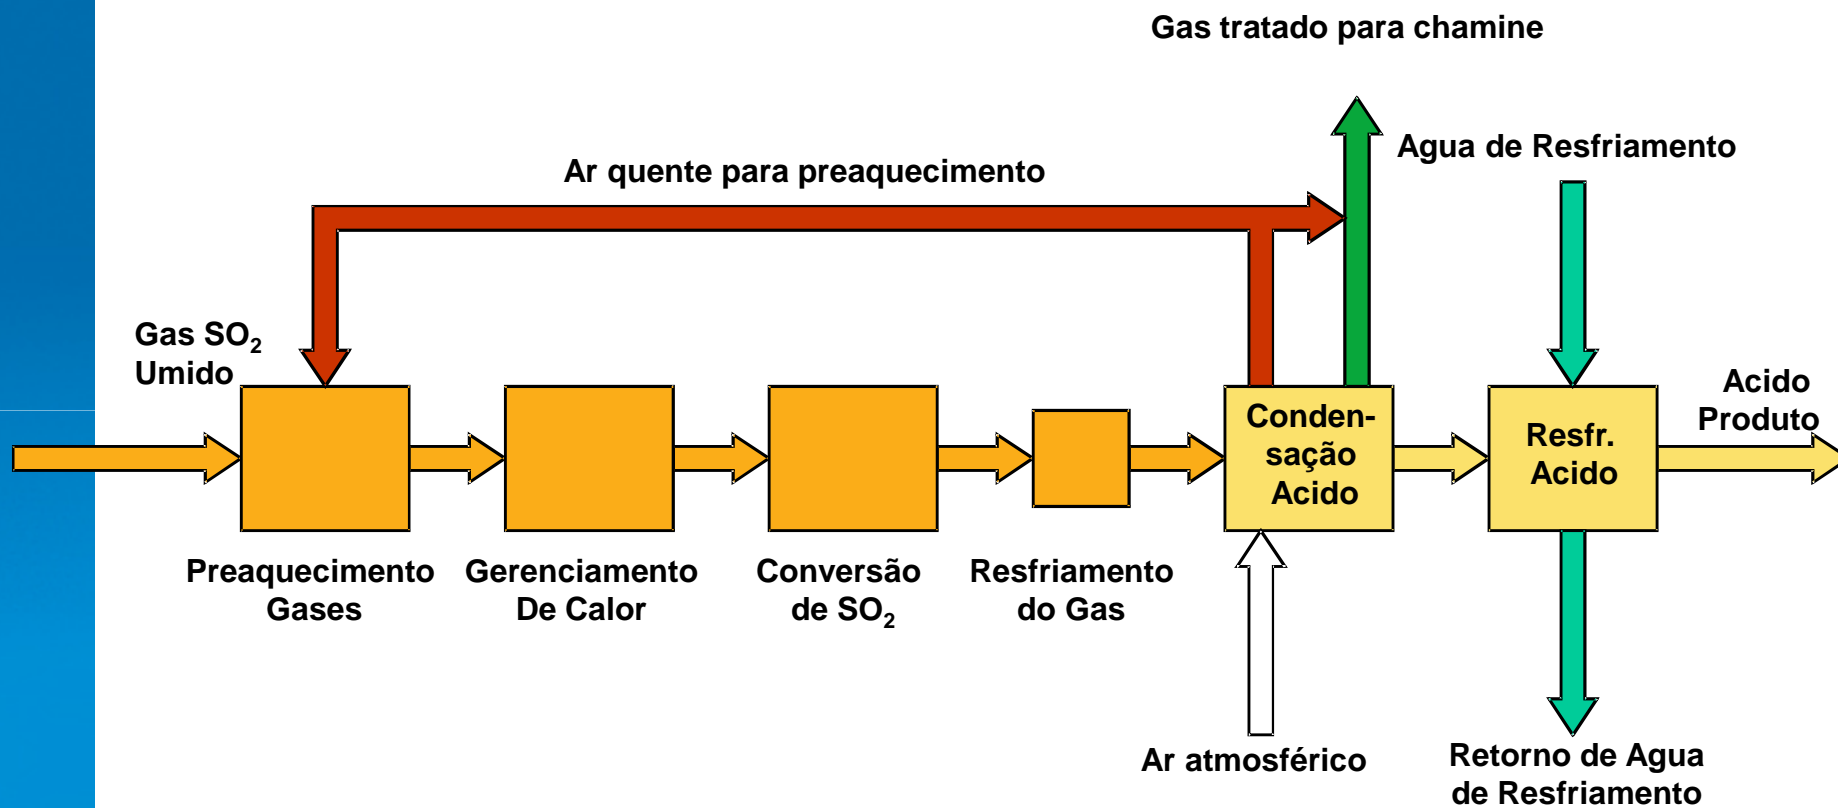 Gas tratado para chamine
Agua de Resfriamento
Ar quente para preaquecimento
Gas SO₂
Umido
Acido
Produto
Conden-
sação
Acido
Resfr.
Acido
Preaquecimento
Gases
Gerenciamento
De Calor
Conversão
de SO₂
Resfriamento
do Gas
Ar atmosférico
Retorno de Agua
de Resfriamento